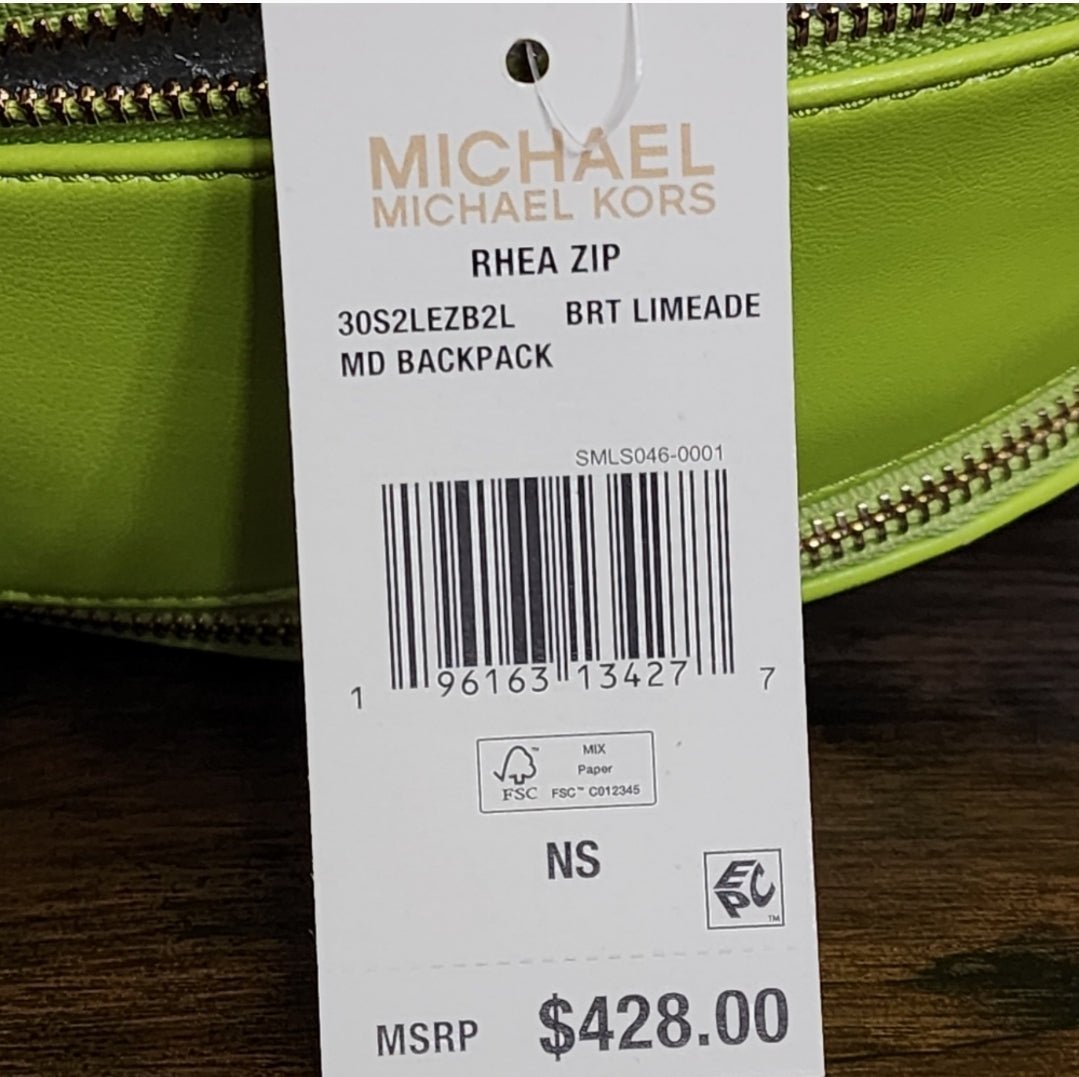 MICHAEL
MICHAEL KORS
RHEA ZIP
30S2LEZB2L BRT LIMEADE
MD BACKPACK
SMLS046-0001
1 96163 13427 7
MIX
Paper
FSC FSC™ C012345
NS
EPC ™
MSRP $428.00